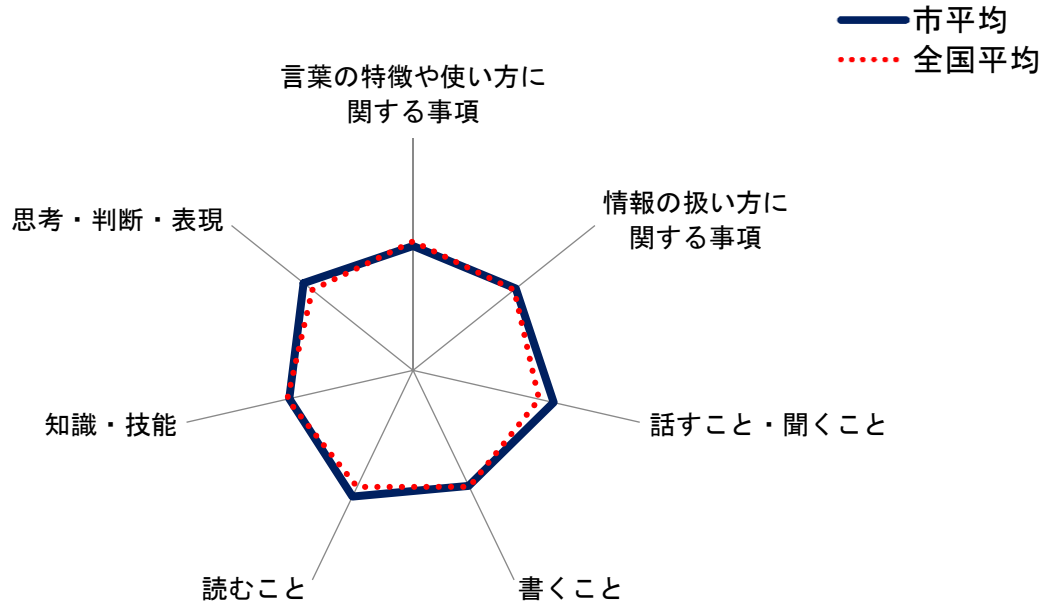 市平均
全国平均
言葉の特徴や使い方に
関する事項
情報の扱い方に
関する事項
思考・判断・表現
話すこと・聞くこと
知識・技能
読むこと
書くこと